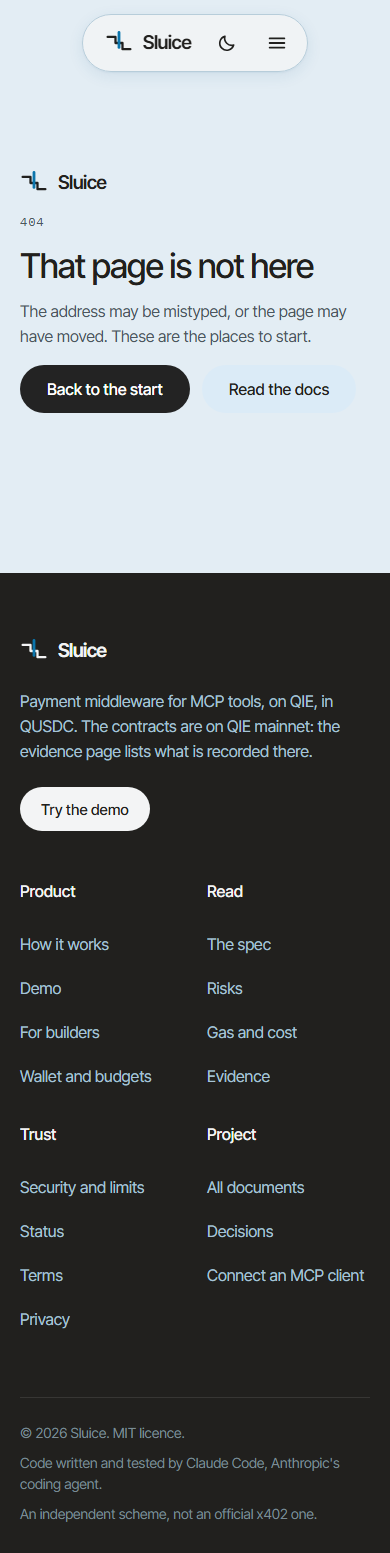 Sluice
Sluice
404
That page is not here
The address may be mistyped, or the page may
have moved. These are the places to start.
Back to the start
Read the docs
Sluice
Payment middleware for MCP tools, on QIE, in
QUSDC. The contracts are on QIE mainnet: the
evidence page lists what is recorded there.
Try the demo
Product
How it works
Demo
For builders
Wallet and budgets
Read
The spec
Risks
Gas and cost
Evidence
Trust
Security and limits
Status
Terms
Privacy
Project
All documents
Decisions
Connect an MCP client
© 2026 Sluice. MIT licence.
Code written and tested by Claude Code, Anthropic's
coding agent.
An independent scheme, not an official x402 one.